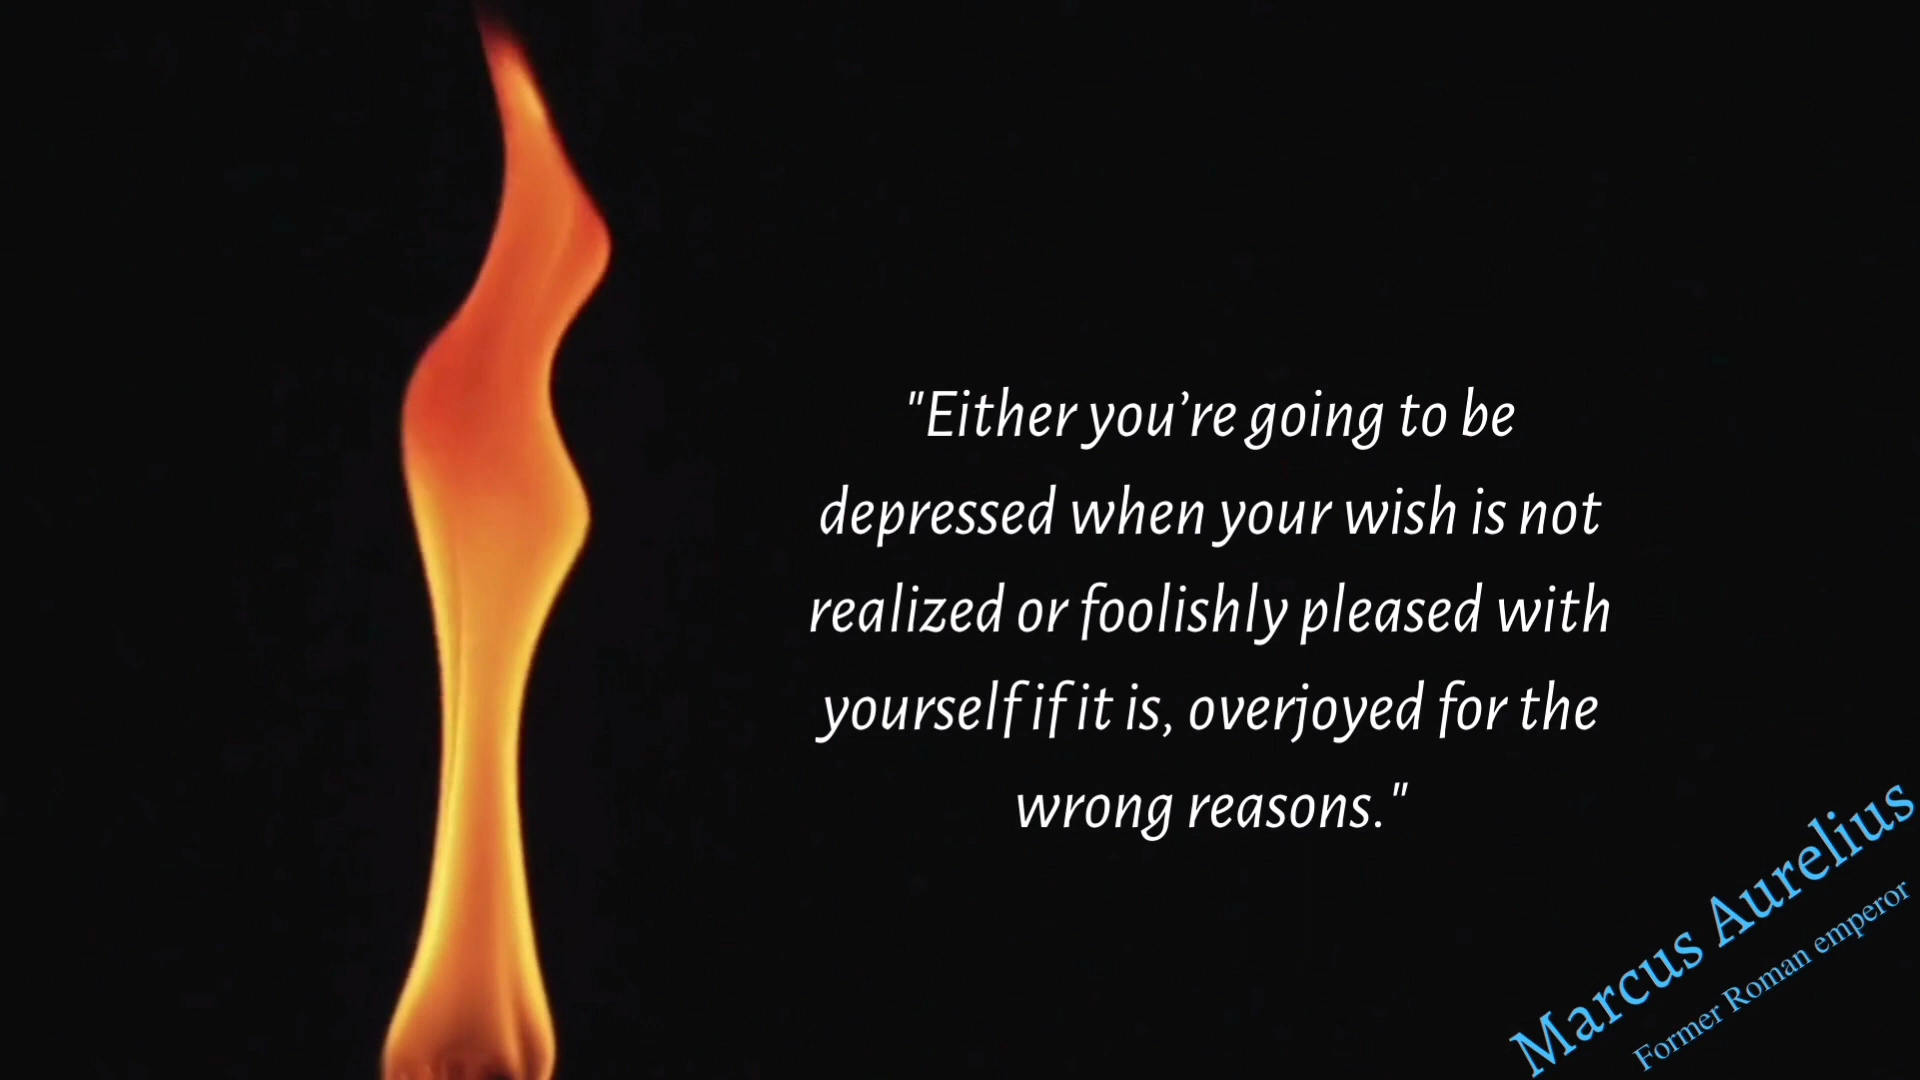 "Either you’re going to be
depressed when your wish is not
realized or foolishly pleased with
yourself if it is, overjoyed for the
wrong reasons."
Marcus Aurelius
Former Roman emperor